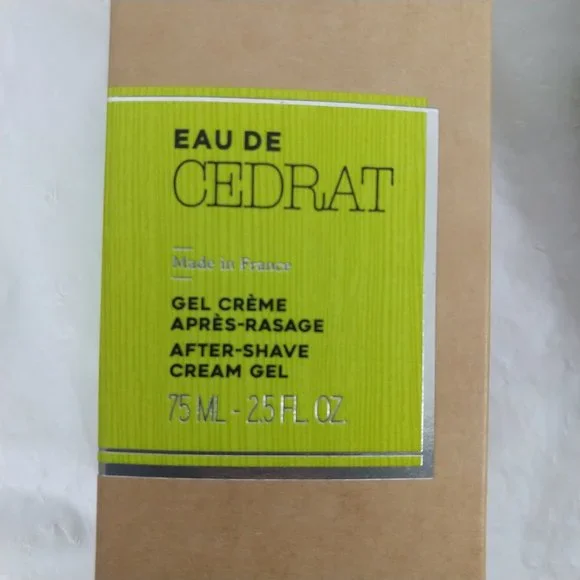 EAU DE
CEDRAT
Made in France
GEL CRÈME
APRÈS-RASAGE
AFTER-SHAVE
CREAM GEL
75 ML - 2.5 FL. OZ.